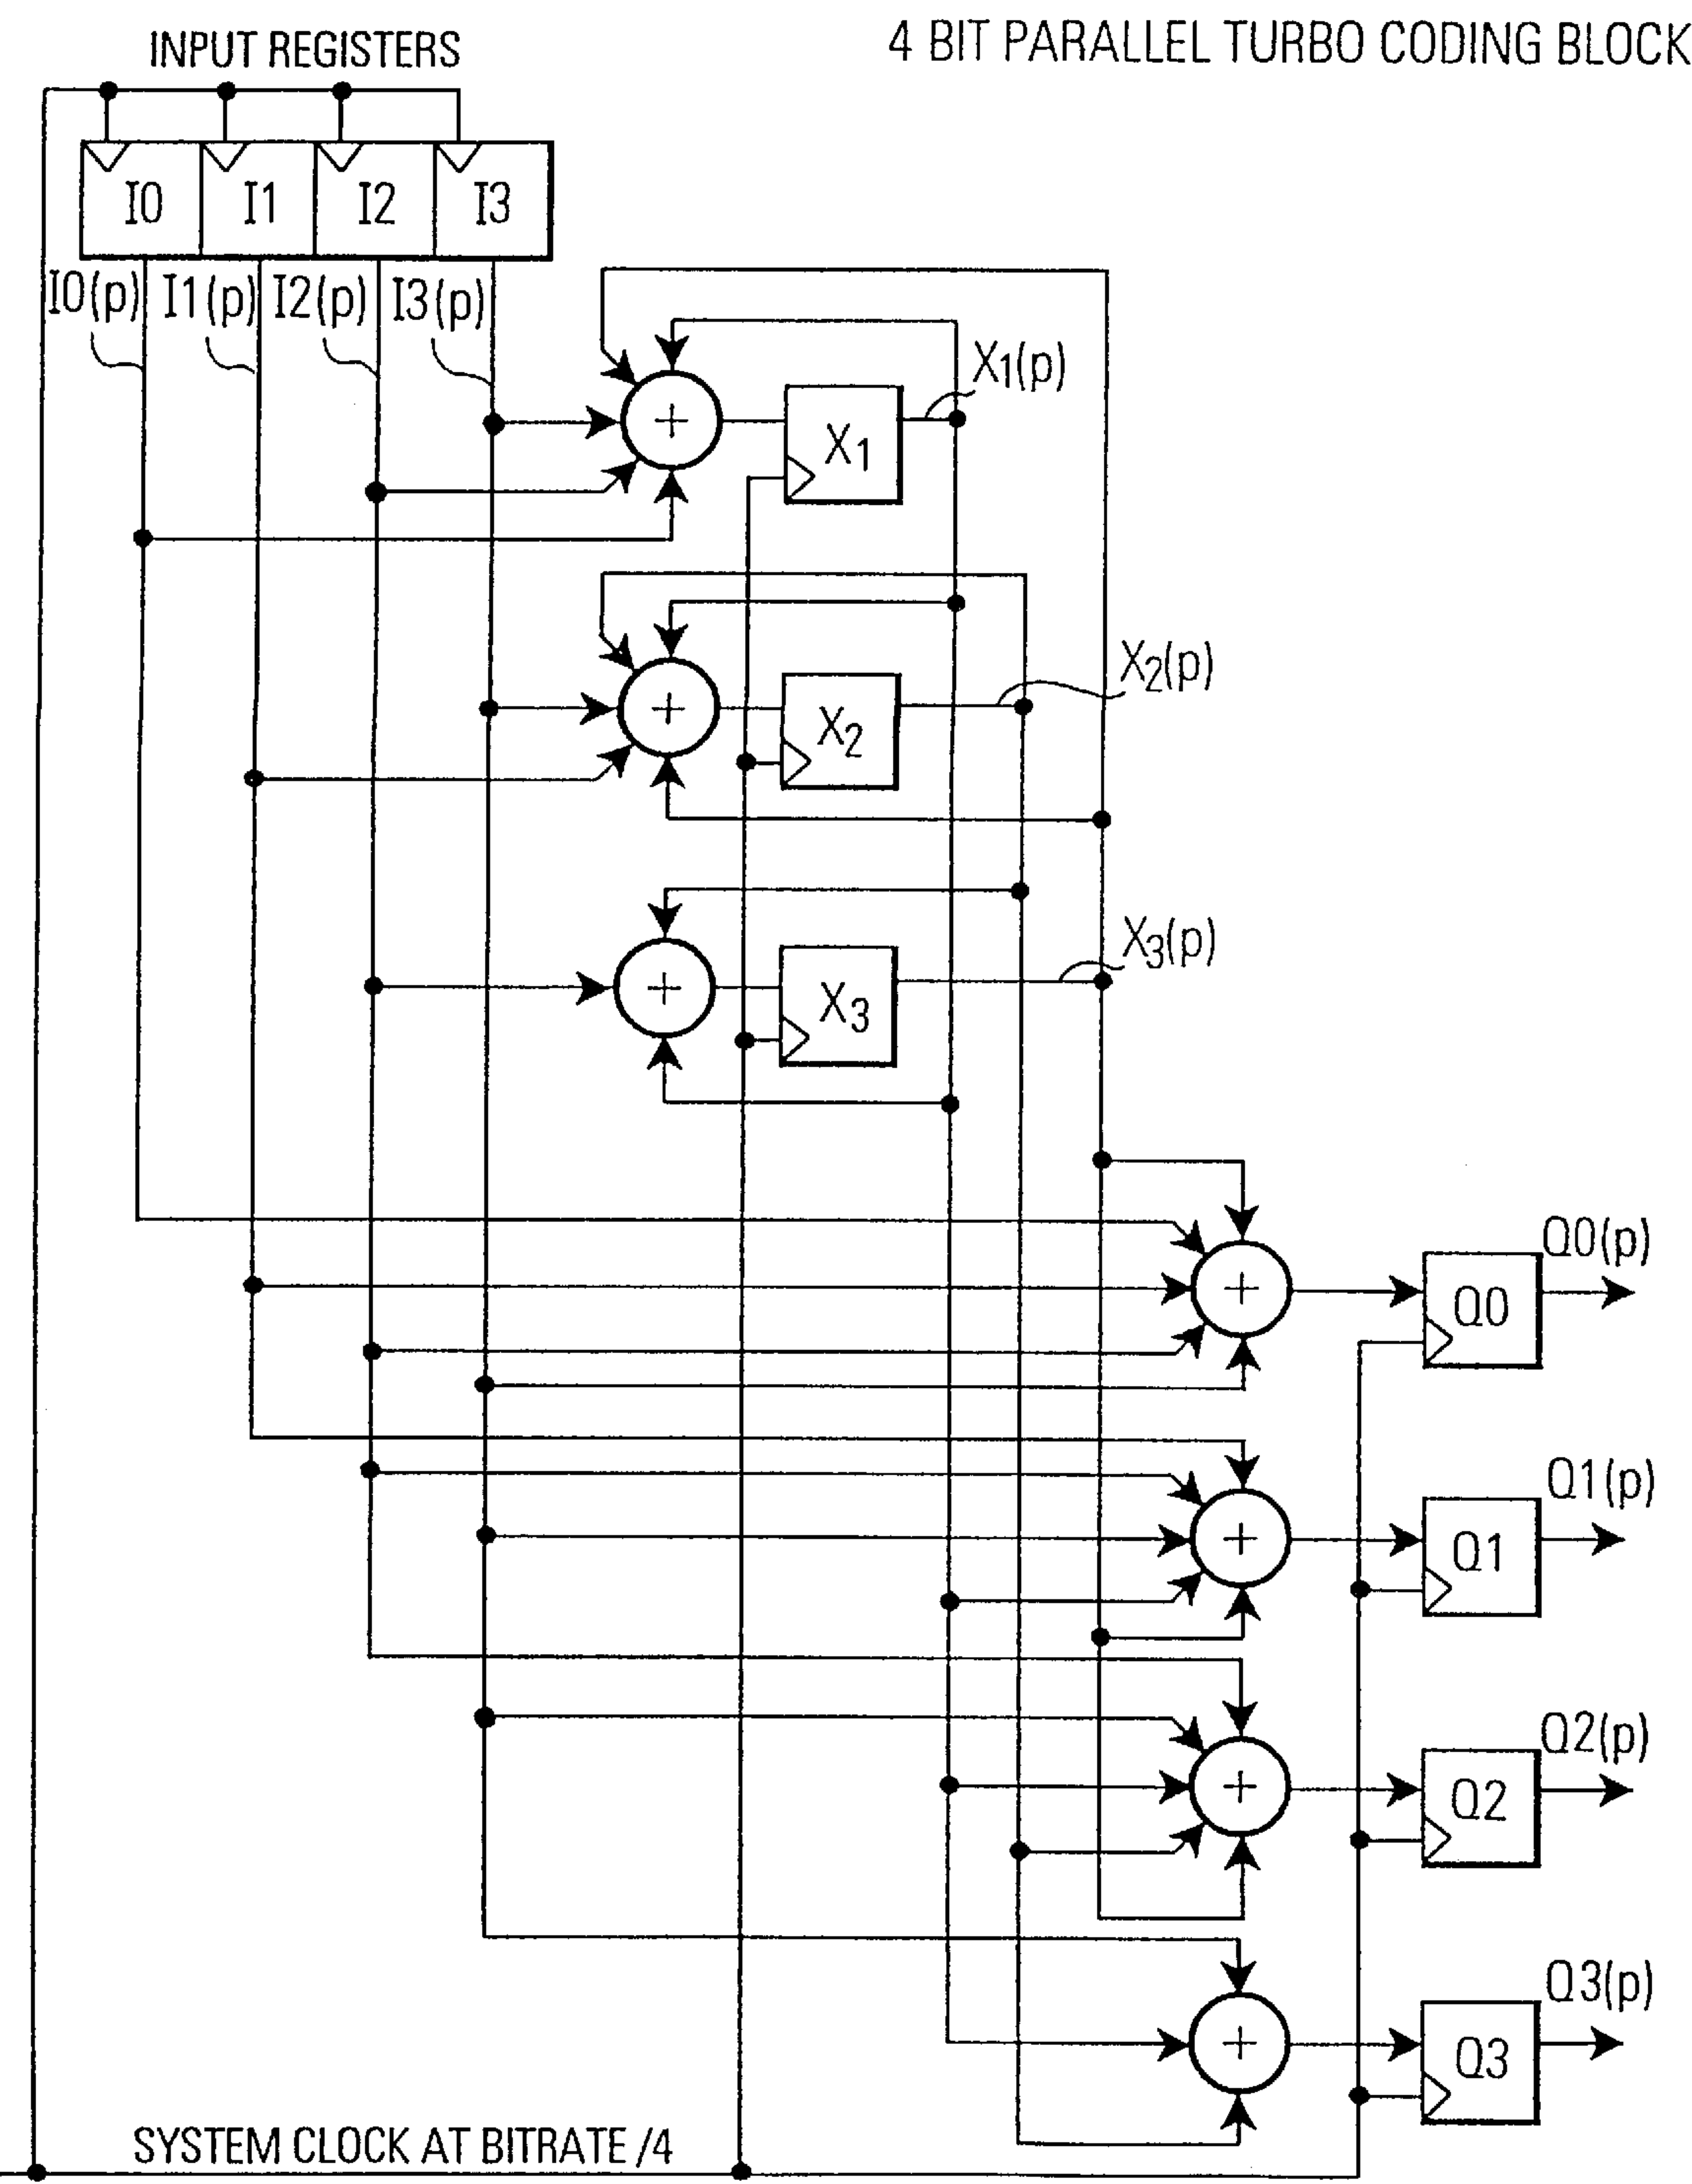 INPUT REGISTERS
4 BIT PARALLEL TURBO CODING BLOCK
I0 I1 I2 I3
I0(p) I1(p) I2(p) I3(p)
+
X1
X1(p)
+
X2
X2(p)
+
X3
X3(p)
+
Q0
Q0(p)
+
Q1
Q1(p)
+
Q2
Q2(p)
+
Q3
Q3(p)
SYSTEM CLOCK AT BITRATE /4